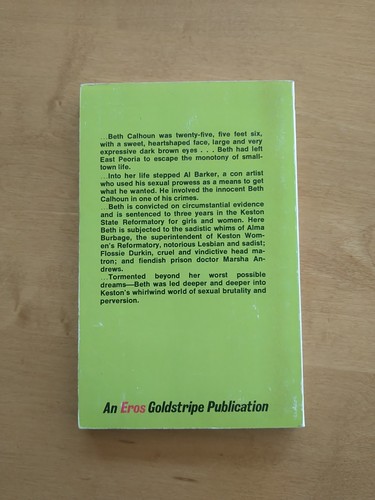 ...Beth Calhoun was twenty-five, five feet six,
with a sweet, heartshaped face, large and very
expressive dark brown eyes . . . Beth had left
East Peoria to escape the monotony of small-
town life.
...Into her life stepped Al Barker, a con artist
who used his sexual prowess as a means to get
what he wanted. He involved the innocent Beth
Calhoun in one of his crimes.
...Beth is convicted on circumstantial evidence
and is sentenced to three years in the Keston
State Reformatory for girls and women. Here
Beth is subjected to the sadistic whims of Alma
Burbage, the superintendent of Keston Wom-
en's Reformatory, notorious Lesbian and sadist;
Flossie Durkin, cruel and vindictive head ma-
tron; and fiendish prison doctor Marsha An-
drews.
...Tormented beyond her worst possible
dreams—Beth was led deeper and deeper into
Keston's whirlwind world of sexual brutality and
perversion.
An Eros Goldstripe Publication